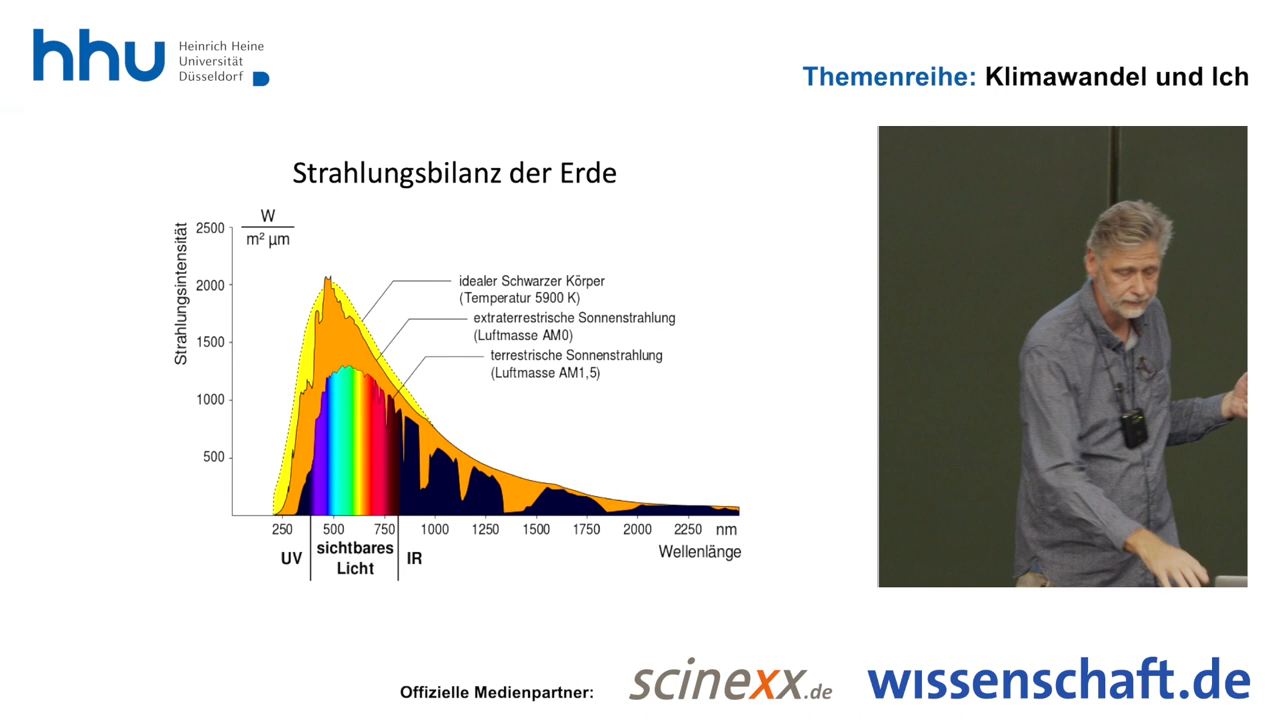 hhu
Heinrich Heine
Universität
Düsseldorf
Themenreihe: Klimawandel und Ich
Strahlungsbilanz der Erde
Strahlungsintensität
W
m² µm
2500
2000
1500
1000
500
idealer Schwarzer Körper
(Temperatur 5900 K)
extraterrestrische Sonnenstrahlung
(Luftmasse AM0)
terrestrische Sonnenstrahlung
(Luftmasse AM1,5)
250 500 750 1000 1250 1500 1750 2000 2250 nm
Wellenlänge
UV
sichtbares
Licht
IR
Offizielle Medienpartner:
scinexx.de
wissenschaft.de